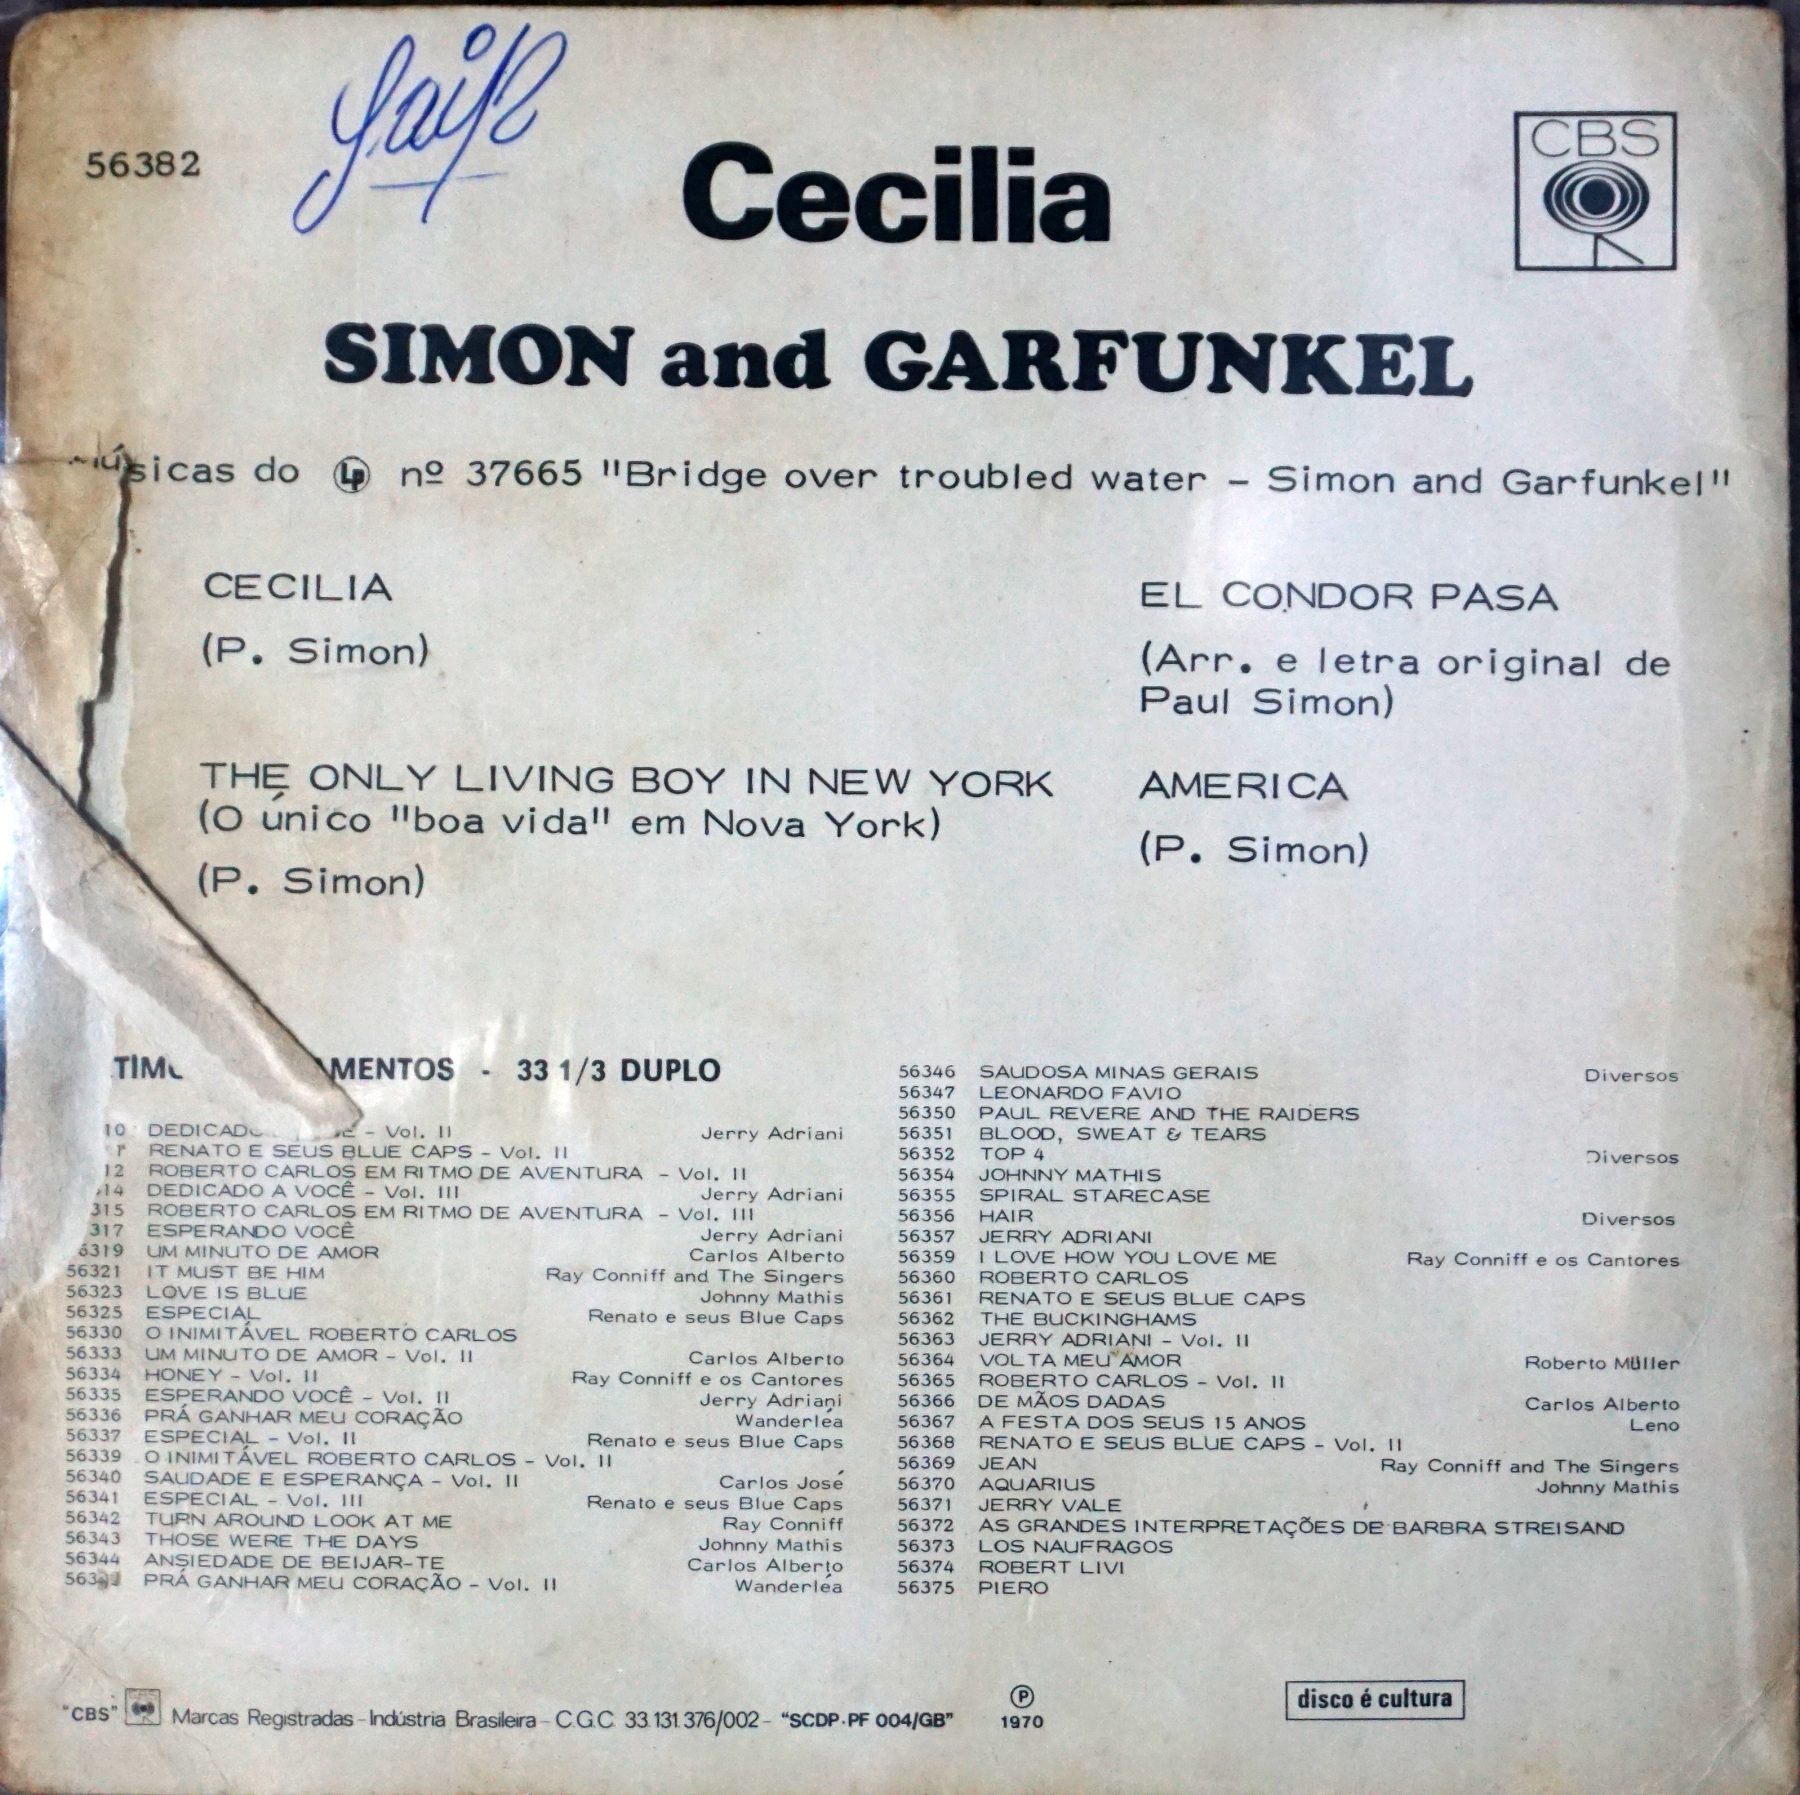 56382
Cecilia
CBS
SIMON and GARFUNKEL
sicas do LP nº 37665 "Bridge over troubled water – Simon and Garfunkel"
CECILIA
(P. Simon)
THE ONLY LIVING BOY IN NEW YORK
(O único "boa vida" em Nova York)
(P. Simon)
EL CONDOR PASA
(Arr. e letra original de
Paul Simon)
AMERICA
(P. Simon)
TIM MENTOS - 33 1/3 DUPLO
10 DEDICADO – Vol. II Jerry Adriani
RENATO E SEUS BLUE CAPS – Vol. II
12 ROBERTO CARLOS EM RITMO DE AVENTURA – Vol. II
14 DEDICADO A VOCÊ – Vol. III Jerry Adriani
315 ROBERTO CARLOS EM RITMO DE AVENTURA – Vol. III
317 ESPERANDO VOCÊ Jerry Adriani
6319 UM MINUTO DE AMOR Carlos Alberto
56321 IT MUST BE HIM Ray Conniff and The Singers
56323 LOVE IS BLUE Johnny Mathis
56325 ESPECIAL Renato e seus Blue Caps
56330 O INIMITÁVEL ROBERTO CARLOS
56333 UM MINUTO DE AMOR – Vol. II Carlos Alberto
56334 HONEY – Vol. II Ray Conniff e os Cantores
56335 ESPERANDO VOCÊ – Vol. II Jerry Adriani
56336 PRÁ GANHAR MEU CORAÇÃO Wanderléa
56337 ESPECIAL – Vol. II Renato e seus Blue Caps
56339 O INIMITÁVEL ROBERTO CARLOS – Vol. II
56340 SAUDADE E ESPERANÇA – Vol. II Carlos José
56341 ESPECIAL – Vol. III Renato e seus Blue Caps
56342 TURN AROUND LOOK AT ME Ray Conniff
56343 THOSE WERE THE DAYS Johnny Mathis
56344 ANSIEDADE DE BEIJAR-TE Carlos Alberto
PRÁ GANHAR MEU CORAÇÃO – Vol. II Wanderléa
56346 SAUDOSA MINAS GERAIS Diversos
56347 LEONARDO FAVIO
56350 PAUL REVERE AND THE RAIDERS
56351 BLOOD, SWEAT & TEARS
56352 TOP 4 Diversos
56354 JOHNNY MATHIS
56355 SPIRAL STARECASE
56356 HAIR Diversos
56357 JERRY ADRIANI
56359 I LOVE HOW YOU LOVE ME Ray Conniff e os Cantores
56360 ROBERTO CARLOS
56361 RENATO E SEUS BLUE CAPS
56362 THE BUCKINGHAMS
56363 JERRY ADRIANI – Vol. II
56364 VOLTA MEU AMOR Roberto Müller
56365 ROBERTO CARLOS – Vol. II
56366 DE MÃOS DADAS Carlos Alberto
56367 A FESTA DOS SEUS 15 ANOS Leno
56368 RENATO E SEUS BLUE CAPS – Vol. II
56369 JEAN Ray Conniff and The Singers
56370 AQUARIUS Johnny Mathis
56371 JERRY VALE
56372 AS GRANDES INTERPRETAÇÕES DE BARBRA STREISAND
56373 LOS NAUFRAGOS
56374 ROBERT LIVI
56375 PIERO
"CBS" Marcas Registradas – Indústria Brasileira – C.G.C. 33.131.376/002 – "SCDP-PF 004/GB"
℗
1970
disco é cultura